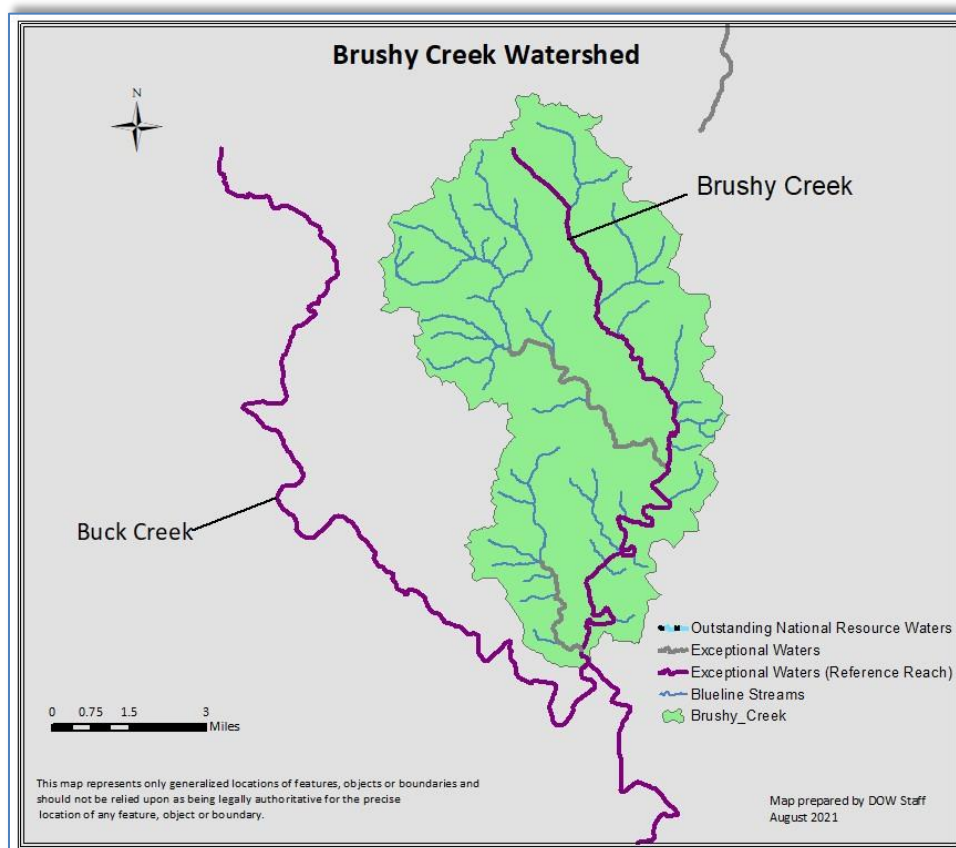 Brushy Creek Watershed
N
Brushy Creek
Buck Creek
Outstanding National Resource Waters
Exceptional Waters
Exceptional Waters (Reference Reach)
Blueline Streams
Brushy_Creek
0 0.75 1.5 3
Miles
This map represents only generalized locations of features, objects or boundaries and
should not be relied upon as being legally authoritative for the precise
location of any feature, object or boundary.
Map prepared by DOW Staff
August 2021